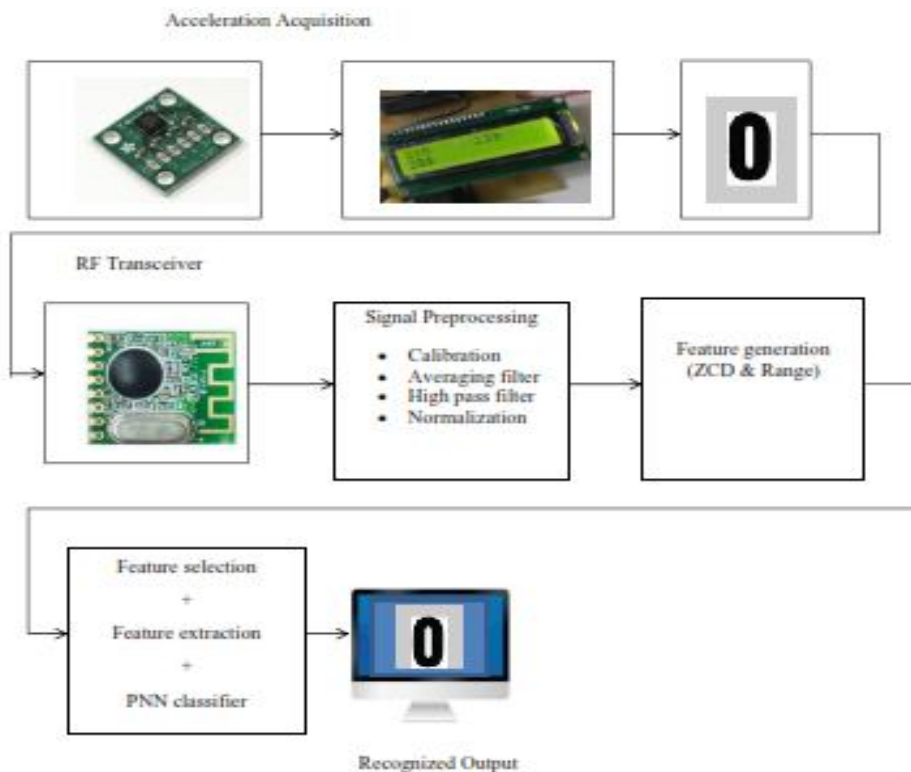 Acceleration Acquisition
0
RF Transceiver
Signal Preprocessing
• Calibration
• Averaging filter
• High pass filter
• Normalization
Feature generation
(ZCD & Range)
Feature selection
+
Feature extraction
+
PNN classifier
0
Recognized Output